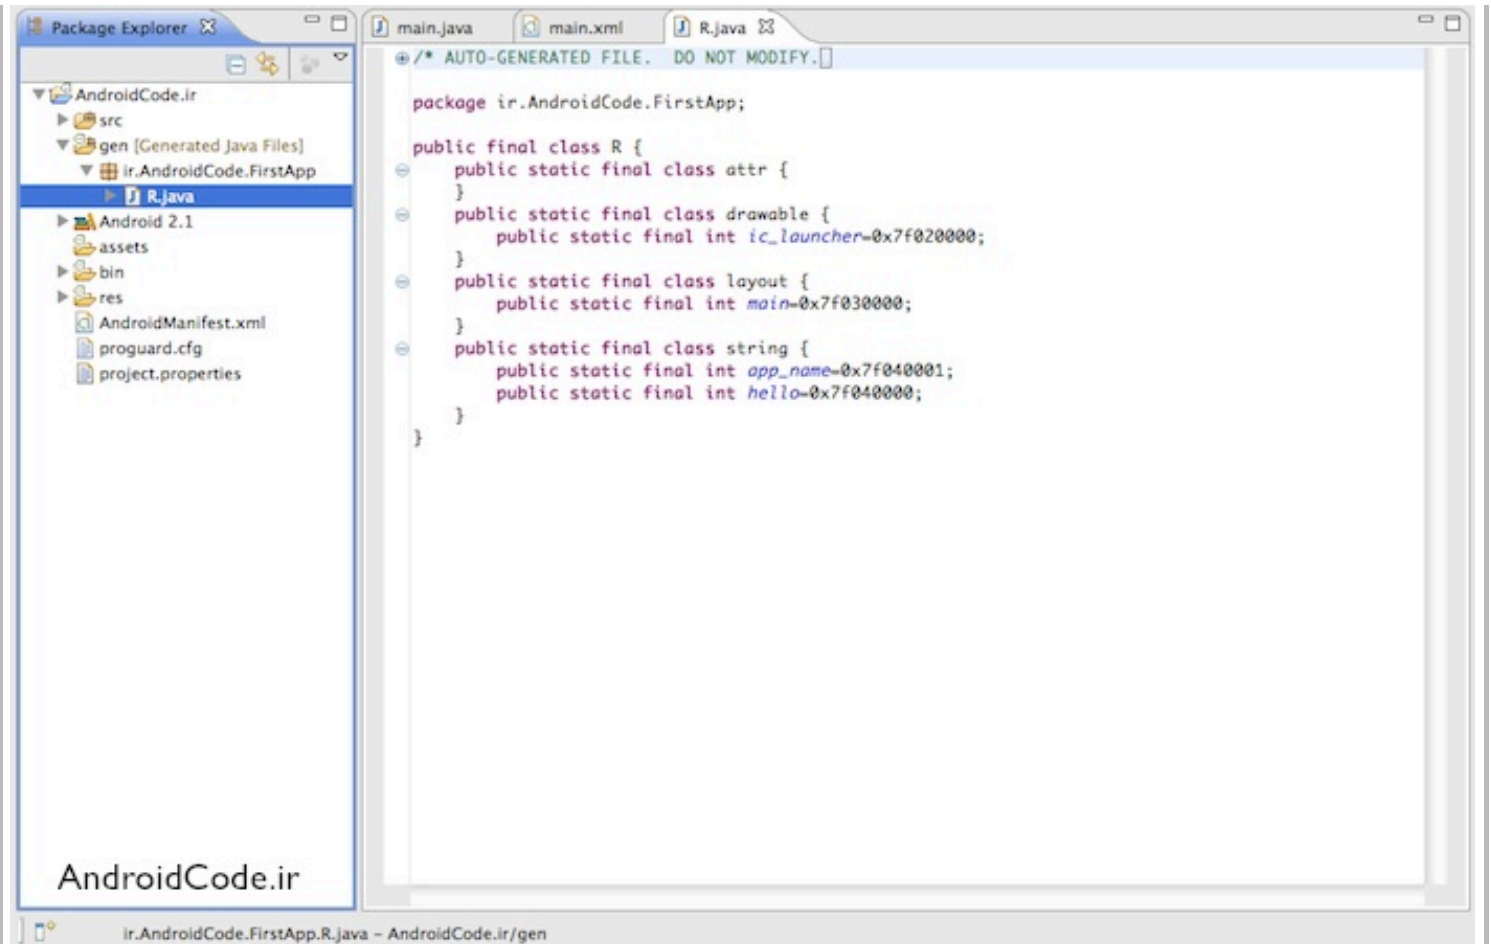 Package Explorer
AndroidCode.ir
src
gen [Generated Java Files]
ir.AndroidCode.FirstApp
R.java
Android 2.1
assets
bin
res
AndroidManifest.xml
proguard.cfg
project.properties
AndroidCode.ir
main.java
main.xml
R.java
/* AUTO-GENERATED FILE.  DO NOT MODIFY.
package ir.AndroidCode.FirstApp;
public final class R {
public static final class attr {
}
public static final class drawable {
public static final int ic_launcher=0x7f020000;
}
public static final class layout {
public static final int main=0x7f030000;
}
public static final class string {
public static final int app_name=0x7f040001;
public static final int hello=0x7f040000;
}
}
ir.AndroidCode.FirstApp.R.java – AndroidCode.ir/gen